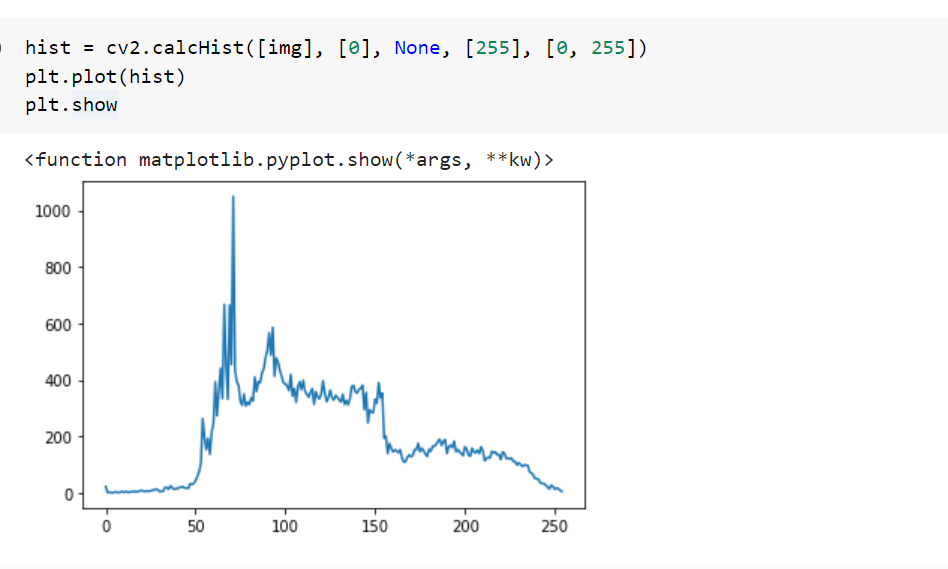 hist = cv2.calcHist([img], [0], None, [255], [0, 255])
plt.plot(hist)
plt.show
<function matplotlib.pyplot.show(*args, **kw)>
1000
800
600
400
200
0
0 50 100 150 200 250